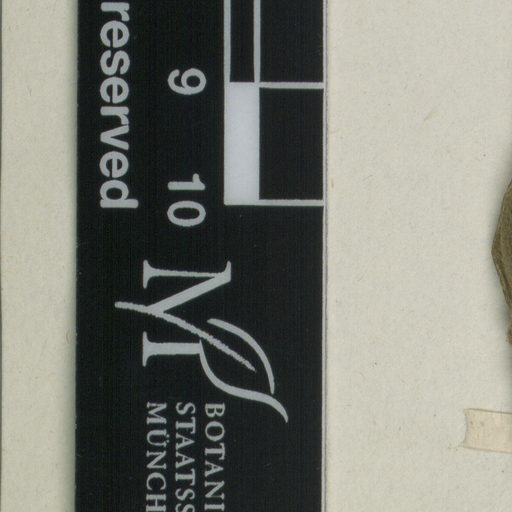 reserved
9 10
BOTANI
STAATSS
MÜNCH